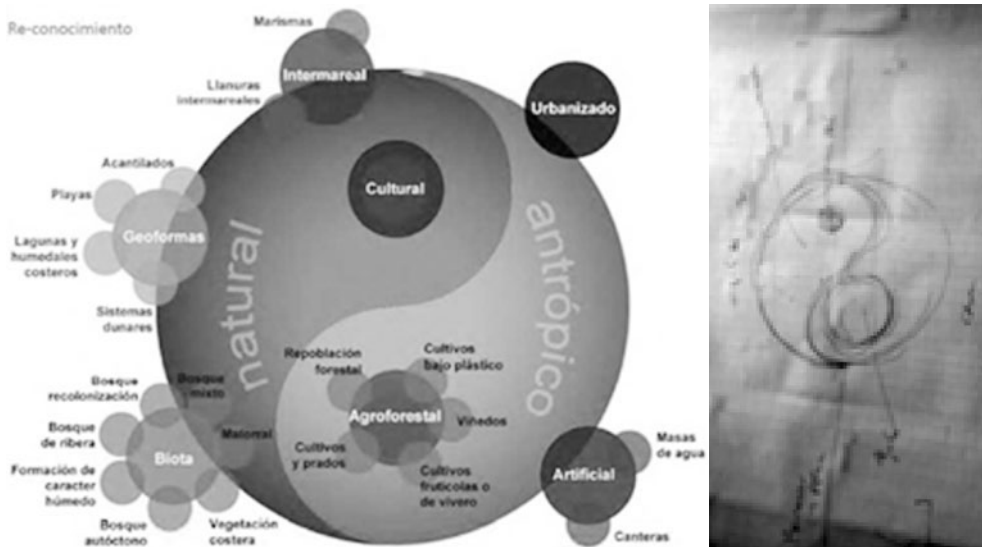 Re-conocimiento
Marismas
Intermareal
Llanuras
intermareales
Urbanizado
Acantilados
Playas
Cultural
Geoformas
Lagunas y
humedales
costeros
Sistemas
dunares
natural
antrópico
Repoblación
forestal
Cultivos
bajo plástico
Agroforestal
Viñedos
Cultivos
y prados
Cultivos
frutícolas o
de vivero
Bosque
recolonización
Bosque
mixto
Bosque
de ribera
Matorral
Biota
Formación de
caracter
húmedo
Bosque
autóctono
Vegetación
costera
Masas
de agua
Artificial
Canteras